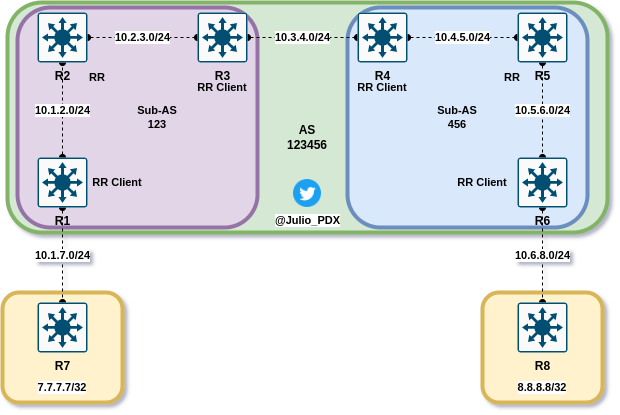 10.2.3.0/24
10.3.4.0/24
10.4.5.0/24
R2
RR
R3
RR Client
R4
RR Client
RR
R5
10.1.2.0/24
Sub-AS
123
AS
123456
Sub-AS
456
10.5.6.0/24
RR Client
RR Client
R1
@Julio_PDX
R6
10.1.7.0/24
10.6.8.0/24
R7
7.7.7.7/32
R8
8.8.8.8/32